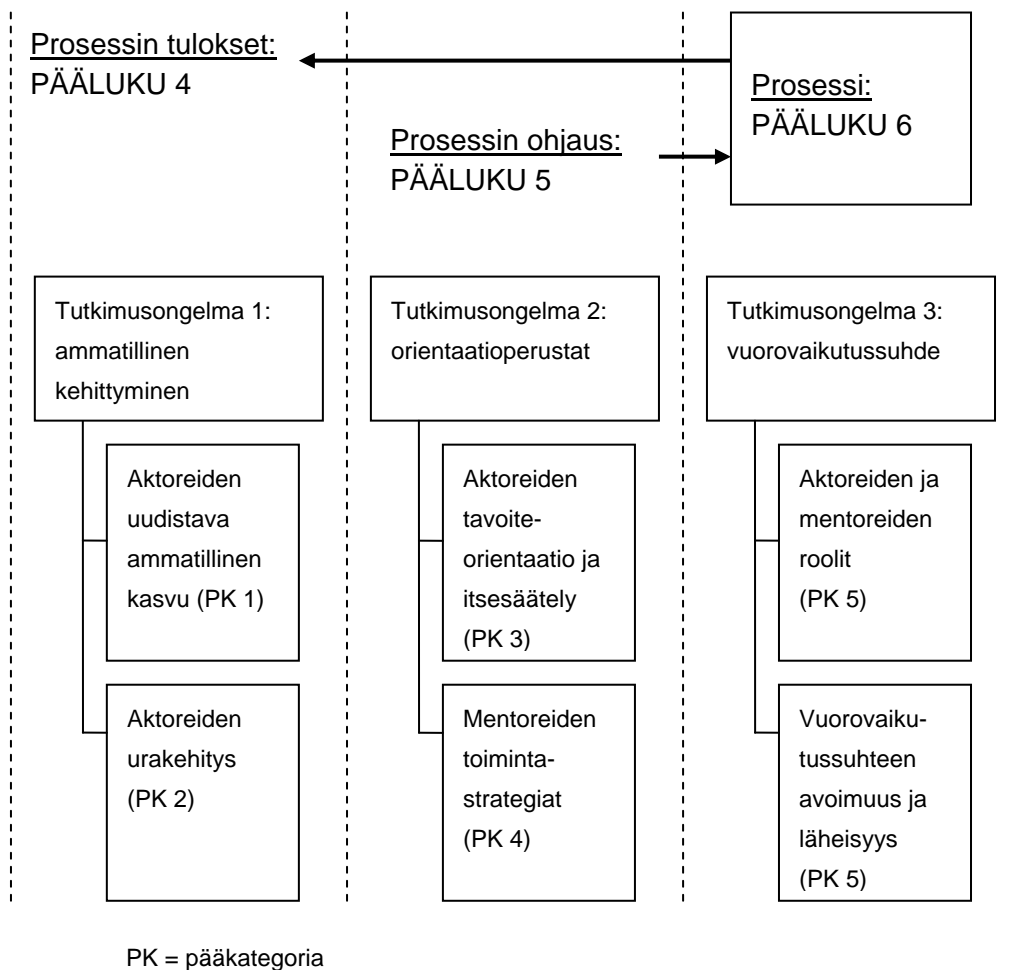 Prosessin tulokset:
PÄÄLUKU 4
Prosessi:
PÄÄLUKU 6
Prosessin ohjaus:
PÄÄLUKU 5
Tutkimusongelma 1:
ammatillinen
kehittyminen
Tutkimusongelma 2:
orientaatioperustat
Tutkimusongelma 3:
vuorovaikutussuhde
Aktoreiden
uudistava
ammatillinen
kasvu (PK 1)
Aktoreiden
tavoite-
orientaatio ja
itsesäätely
(PK 3)
Aktoreiden ja
mentoreiden
roolit
(PK 5)
Aktoreiden
urakehitys
(PK 2)
Mentoreiden
toiminta-
strategiat
(PK 4)
Vuorovaiku-
tussuhteen
avoimuus ja
läheisyys
(PK 5)
PK = pääkategoria